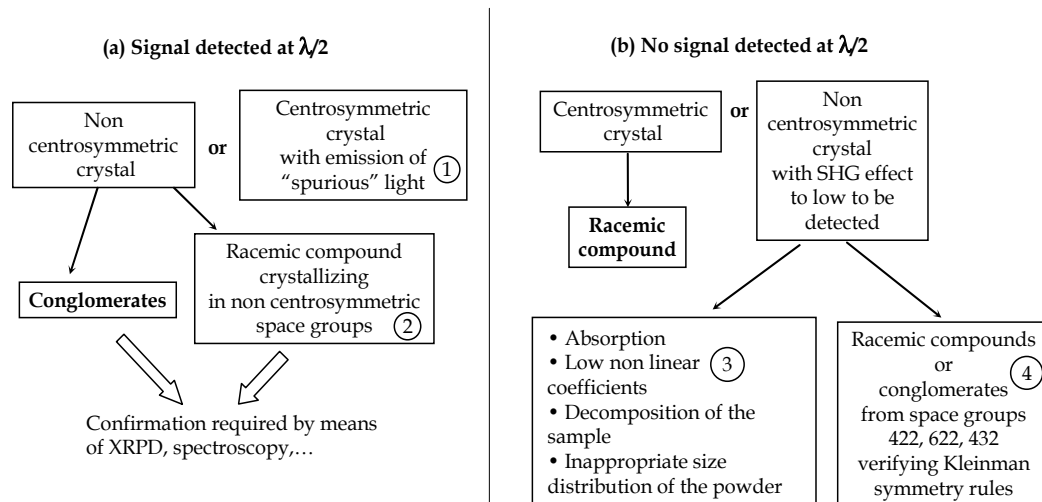 (a) Signal detected at λ/2
Non
centrosymmetric
crystal
or
Centrosymmetric
crystal
with emission of
“spurious” light
1
Conglomerates
Racemic compound
crystallizing
in non centrosymmetric
space groups
2
Confirmation required by means
of XRPD, spectroscopy,…
(b) No signal detected at λ/2
Centrosymmetric
crystal
or
Non
centrosymmetric
crystal
with SHG effect
to low to be
detected
Racemic
compound
• Absorption
• Low non linear
coefficients
• Decomposition of the
sample
• Inappropriate size
distribution of the powder
3
Racemic compounds
or
conglomerates
from space groups
422, 622, 432
verifying Kleinman
symmetry rules
4